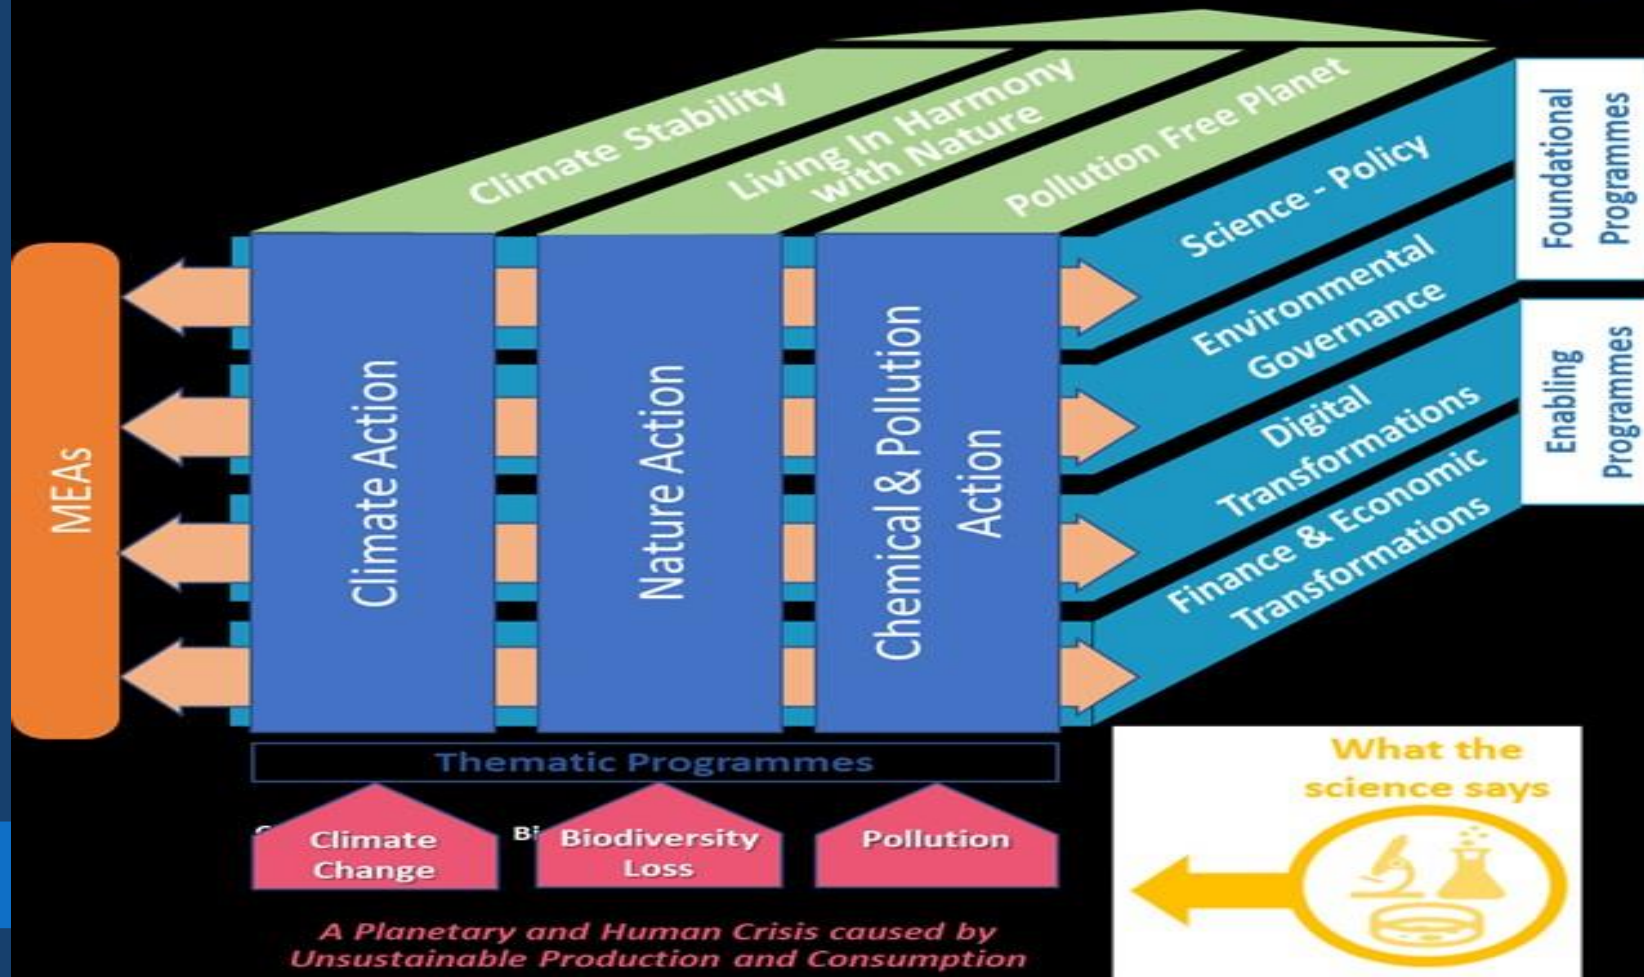 Climate Stability
Living In Harmony
with Nature
Pollution Free Planet
Science - Policy
Environmental
Governance
Digital
Transformations
Finance & Economic
Transformations
Foundational
Programmes
Enabling
Programmes
MEAs
Climate Action
Nature Action
Chemical & Pollution
Action
Thematic Programmes
Climate
Change
Biodiversity
Loss
Pollution
A Planetary and Human Crisis caused by
Unsustainable Production and Consumption
What the
science says